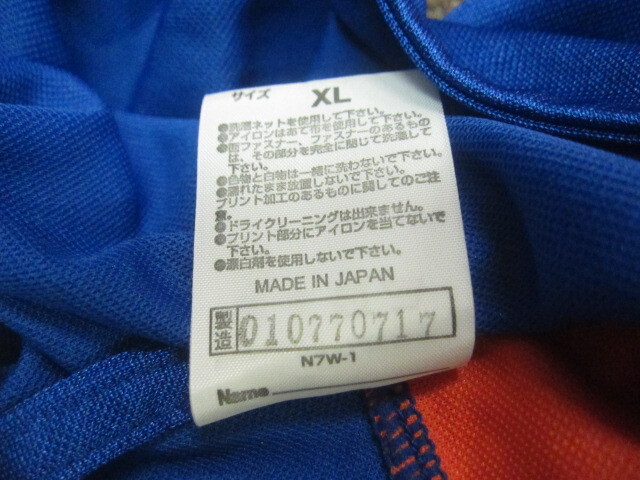 サイズ XL
●洗濯ネットを使用して下さい。
●アイロンはあて布を使用して下さい。
●面ファスナー、ファスナーのあるもの
は、その部分を完全に閉じて洗濯して
下さい。
●色物と白物は一緒に洗わないで下さい。
●濡れたまま放置しないで下さい。
プリント加工のあるものに関してのご注
意。
●ドライクリーニングは出来ません。
●プリント部分にアイロンを当てないで
下さい。
●漂白剤を使用しないで下さい。
MADE IN JAPAN
製造 010770717
N7W-1
Name